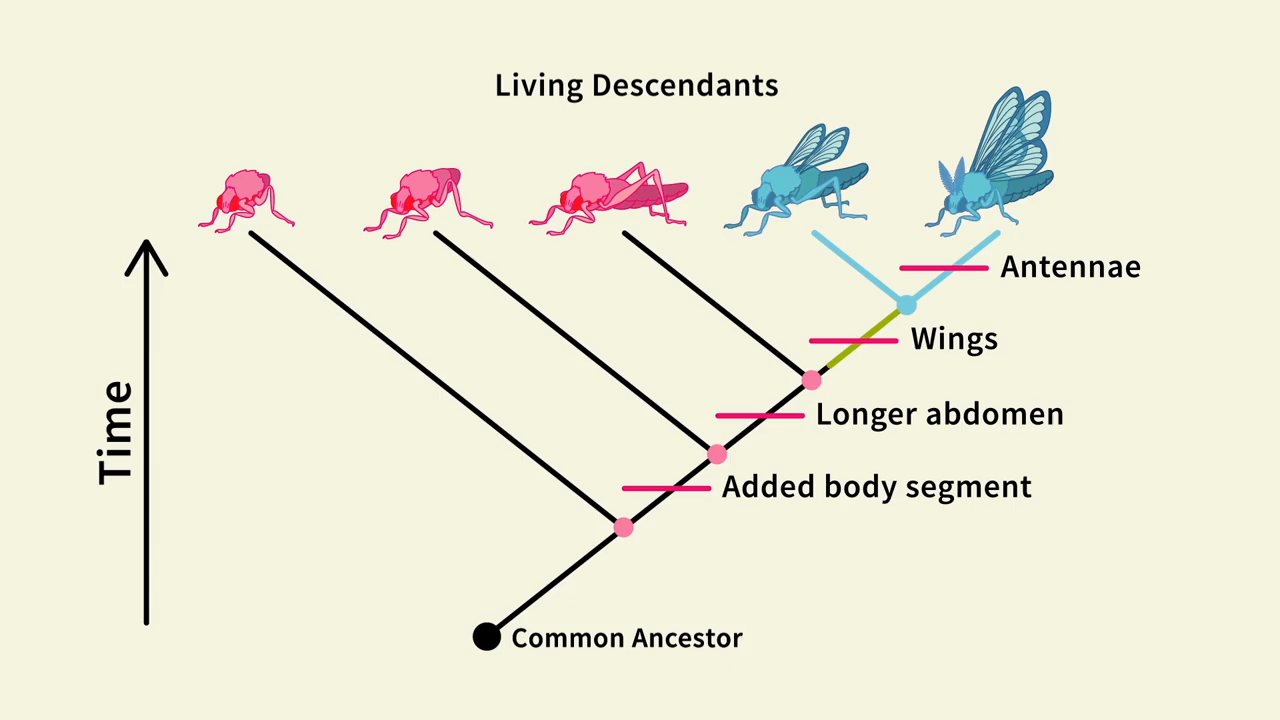 Living Descendants
Antennae
Wings
Longer abdomen
Added body segment
Common Ancestor
Time